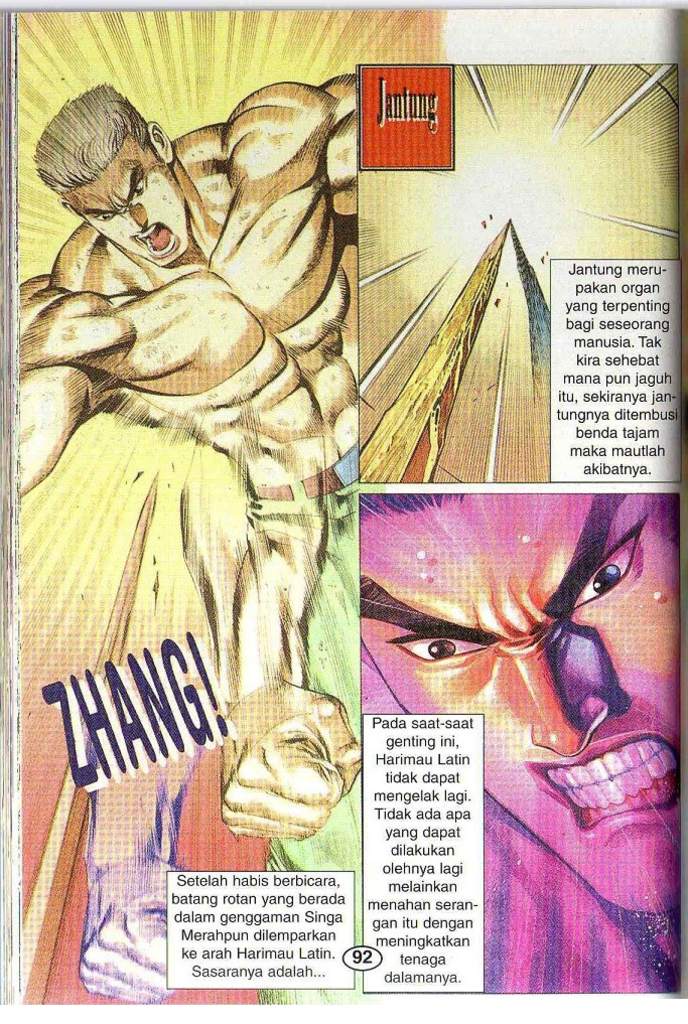 ZHANG!
Setelah habis berbicara,
batang rotan yang berada
dalam genggaman Singa
Merahpun dilemparkan
ke arah Harimau Latin.
Sasaranya adalah...
Jantung
Jantung meru-
pakan organ
yang terpenting
bagi seseorang
manusia. Tak
kira sehebat
mana pun jaguh
itu, sekiranya jan-
tungnya ditembusi
benda tajam
maka mautlah
akibatnya.
Pada saat-saat
genting ini,
Harimau Latin
tidak dapat
mengelak lagi.
Tidak ada apa
yang dapat
dilakukan
olehnya lagi
melainkan
menahan seran-
gan itu dengan
meningkatkan
tenaga
dalamanya.
92